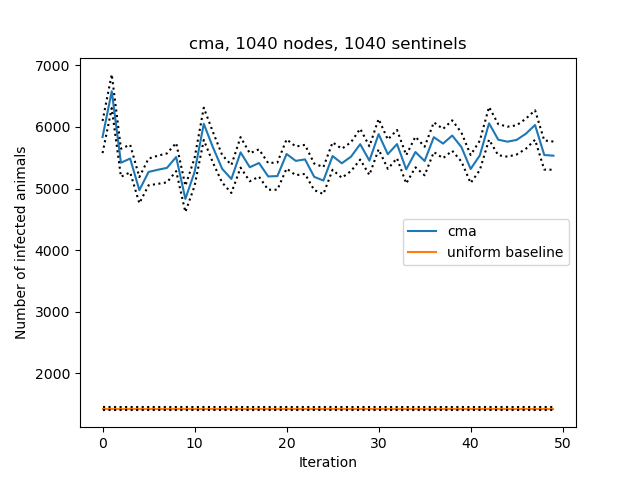 cma, 1040 nodes, 1040 sentinels
7000
6000
5000
4000
3000
2000
Number of infected animals
cma
uniform baseline
0
10
20
30
40
50
Iteration